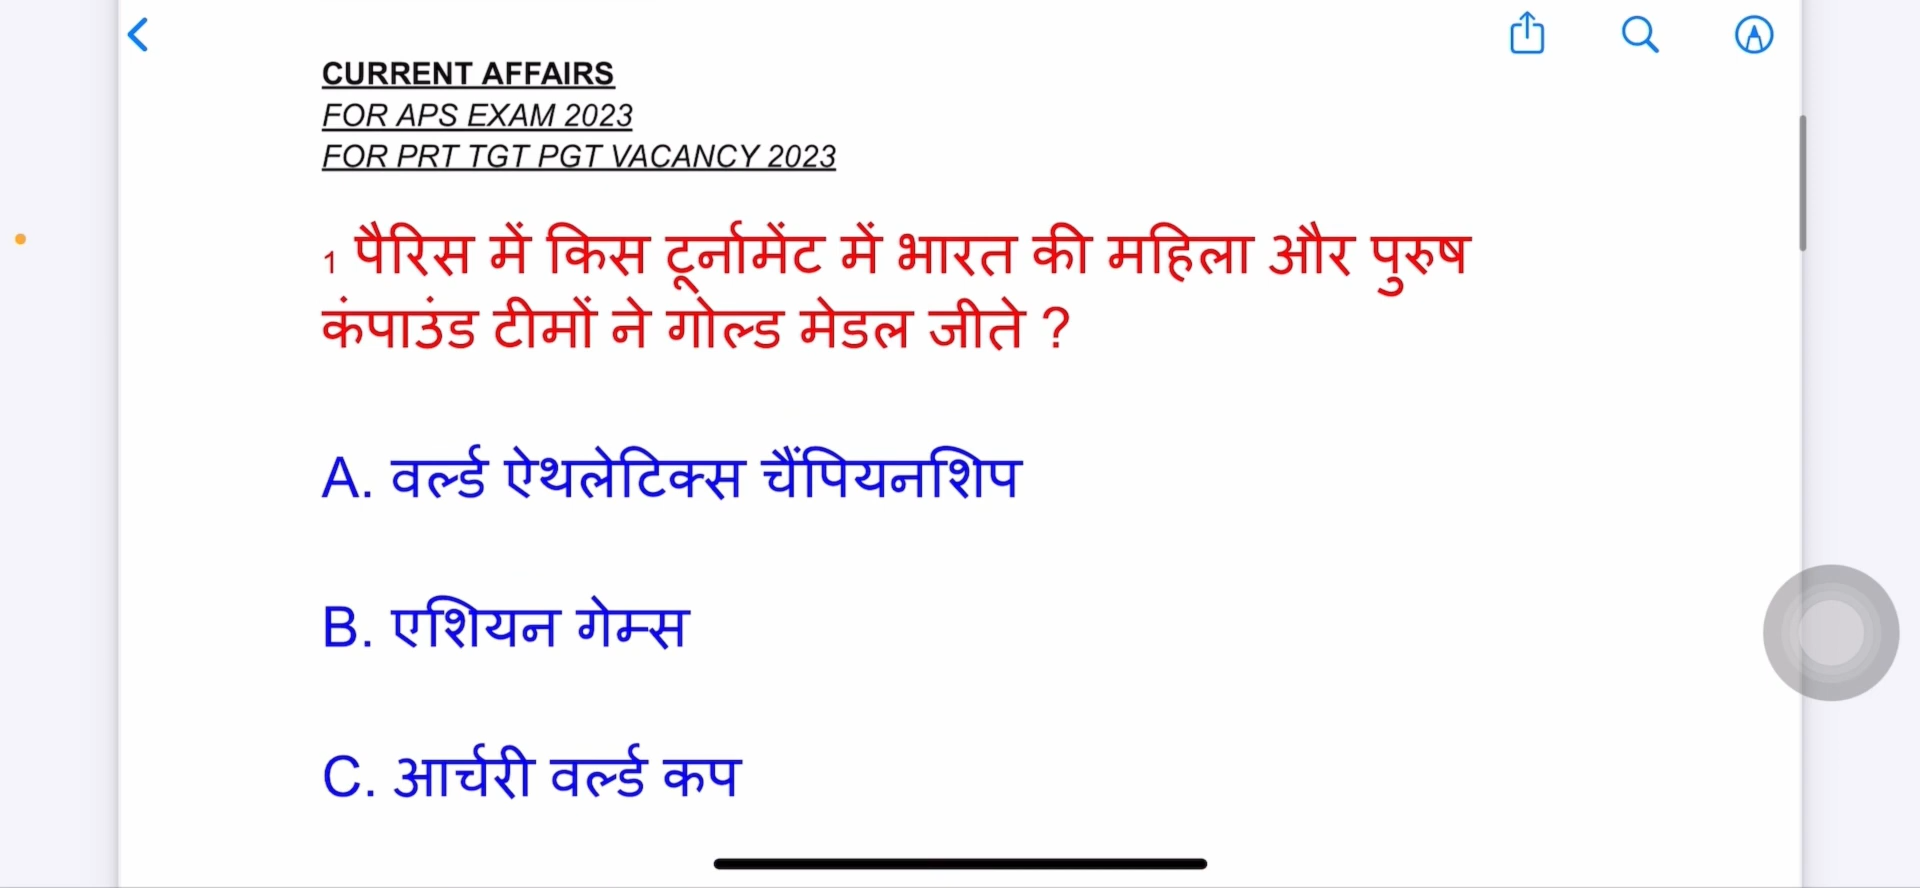 CURRENT AFFAIRS
FOR APS EXAM 2023
FOR PRT TGT PGT VACANCY 2023
1 पैरिस में किस टूर्नामेंट में भारत की महिला और पुरुष
कंपाउंड टीमों ने गोल्ड मेडल जीते ?
A. वर्ल्ड ऐथलेटिक्स चैंपियनशिप
B. एशियन गेम्स
C. आर्चरी वर्ल्ड कप